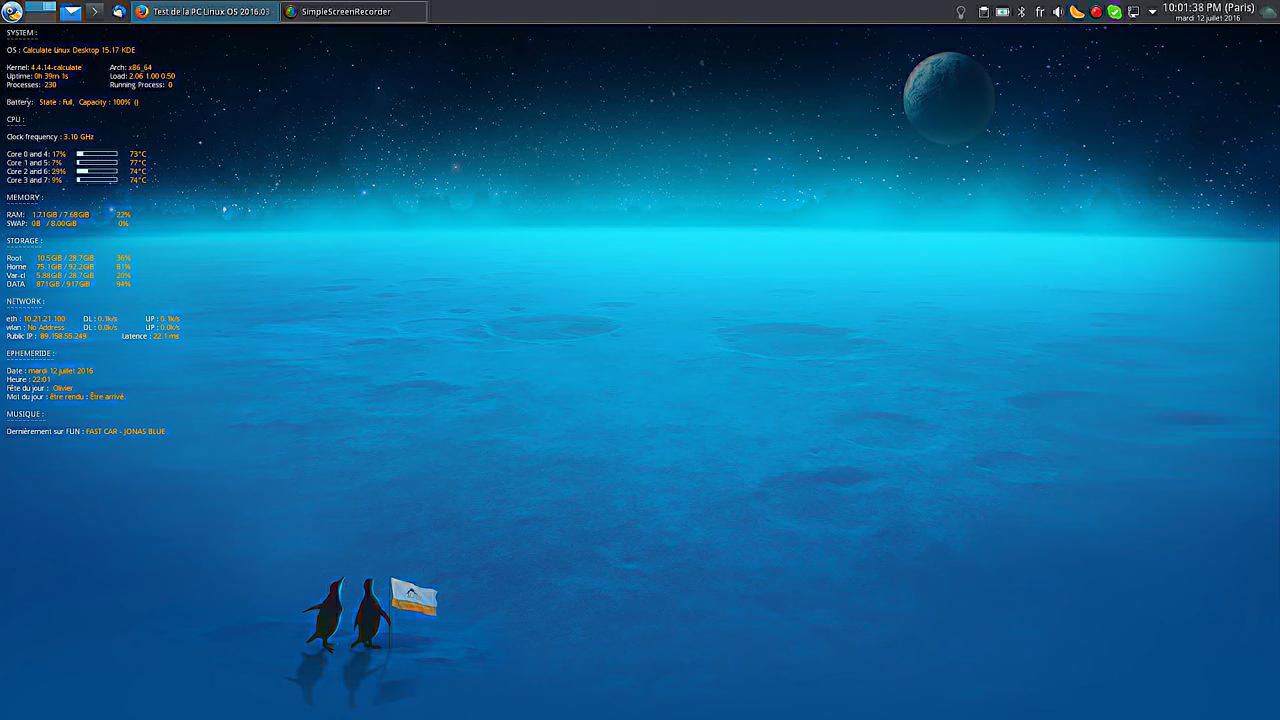 Test de la PC Linux OS 2016.03
SimpleScreenRecorder
fr
10:01:38 PM (Paris)
mardi 12 juillet 2016
SYSTEM :
OS : Calculate Linux Desktop 15.17 KDE
Kernel: 4.4.14-calculate Arch: x86_64
Uptime: 0h 39m 1s Load: 2.06 1.00 0.50
Processes: 230 Running Process: 0
Battery: State : Full, Capacity : 100% ()
CPU :
Clock frequency : 3.10 GHz
Core 0 and 4: 17% 73°C
Core 1 and 5: 7% 77°C
Core 2 and 6: 29% 74°C
Core 3 and 7: 9% 74°C
MEMORY :
RAM: 1.71GiB / 7.68GiB 22%
SWAP: 0B / 8.00GiB 0%
STORAGE :
Root 10.5GiB / 28.7GiB 36%
Home 75.1GiB / 92.2GiB 81%
Var-cl 5.88GiB / 28.7GiB 20%
DATA 871GiB / 917GiB 94%
NETWORK :
eth : 10.21.21.100 DL : 0.1k/s UP : 0.1k/s
wlan : No Address DL : 0.0k/s UP : 0.0k/s
Public IP : 89.158.55.249 Latence : 22.1 ms
EPHEMERIDE :
Date : mardi 12 juillet 2016
Heure : 22:01
Fête du jour : Olivier
Mot du jour : être rendu : Être arrivé.
MUSIQUE :
Dernièrement sur FUN : FAST CAR - JONAS BLUE